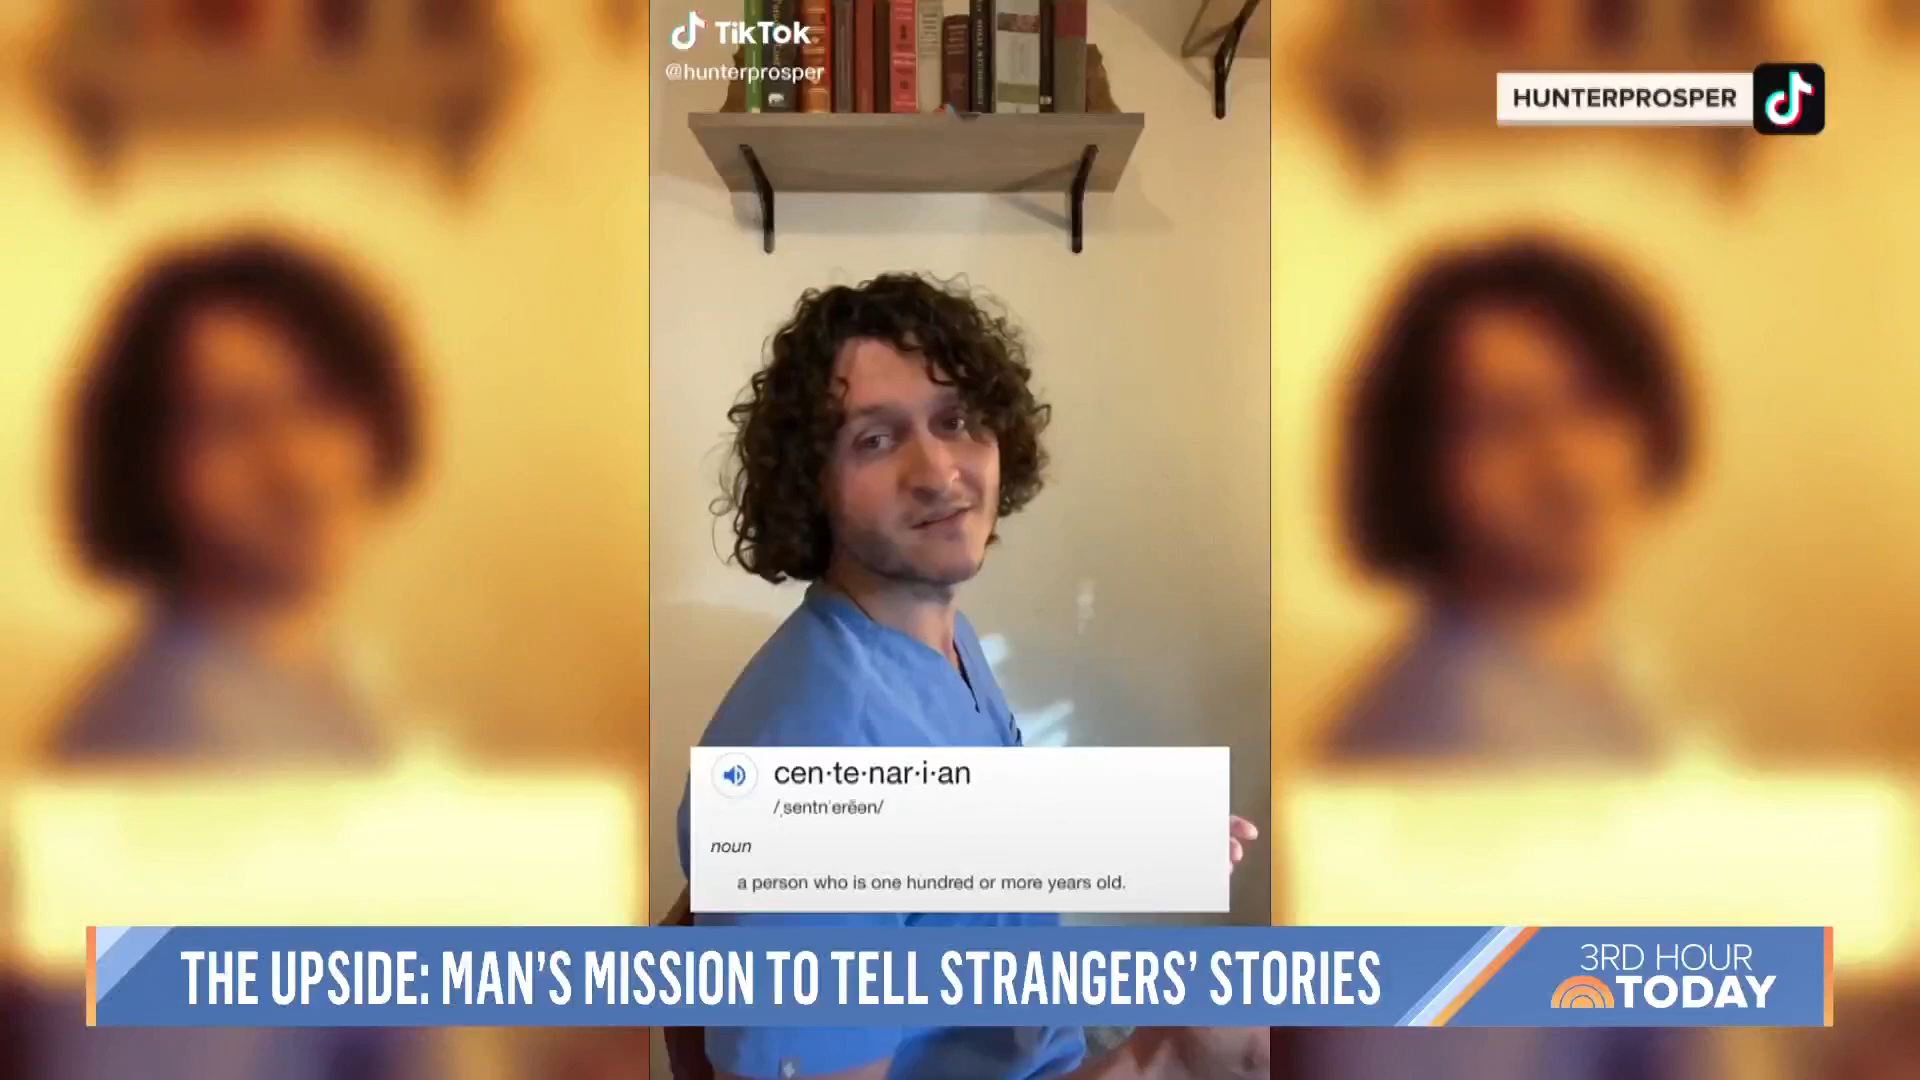 TikTok
@hunterprosper
HUNTERPROSPER
cen·te·nar·i·an
/ˌsentnˈerēən/
noun
a person who is one hundred or more years old.
THE UPSIDE: MAN'S MISSION TO TELL STRANGERS' STORIES
3RD HOUR
TODAY